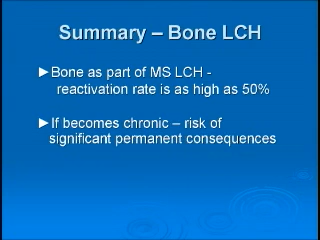 Summary – Bone LCH
►Bone as part of MS LCH -
reactivation rate is as high as 50%
►If becomes chronic – risk of
significant permanent consequences